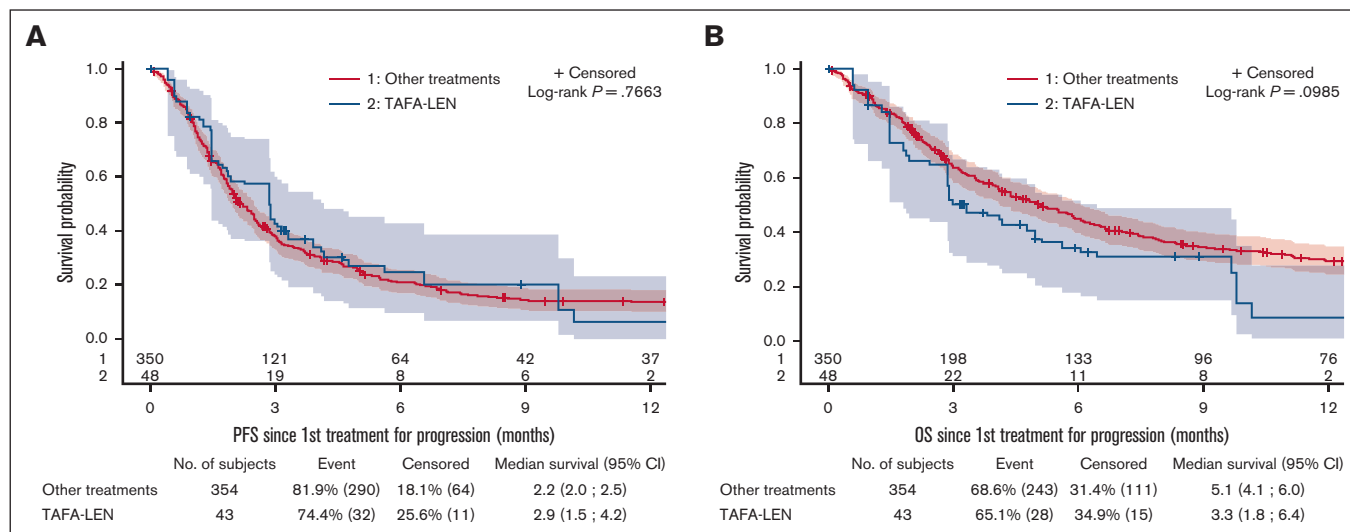 A
1.0
0.8
0.6
0.4
0.2
0.0
Survival probability
1: Other treatments
2: TAFA-LEN
+ Censored
Log-rank P = .7663
1 350 121 64 42 37
2 48 19 8 6 2
0 3 6 9 12
PFS since 1st treatment for progression (months)
No. of subjects Event Censored Median survival (95% CI)
Other treatments 354 81.9% (290) 18.1% (64) 2.2 (2.0 ; 2.5)
TAFA-LEN 43 74.4% (32) 25.6% (11) 2.9 (1.5 ; 4.2)
B
1.0
0.8
0.6
0.4
0.2
0.0
Survival probability
1: Other treatments
2: TAFA-LEN
+ Censored
Log-rank P = .0985
1 350 198 133 96 76
2 48 22 11 8 2
0 3 6 9 12
OS since 1st treatment for progression (months)
No. of subjects Event Censored Median survival (95% CI)
Other treatments 354 68.6% (243) 31.4% (111) 5.1 (4.1 ; 6.0)
TAFA-LEN 43 65.1% (28) 34.9% (15) 3.3 (1.8 ; 6.4)